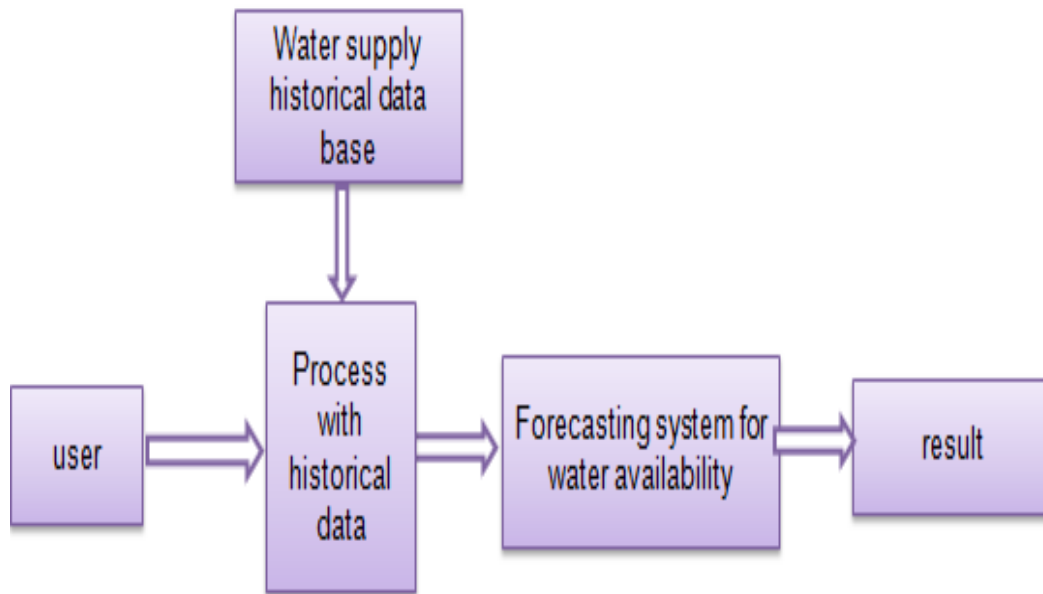 Water supply
historical data
base
Process
with
historical
data
user
Forecasting system for
water availability
result